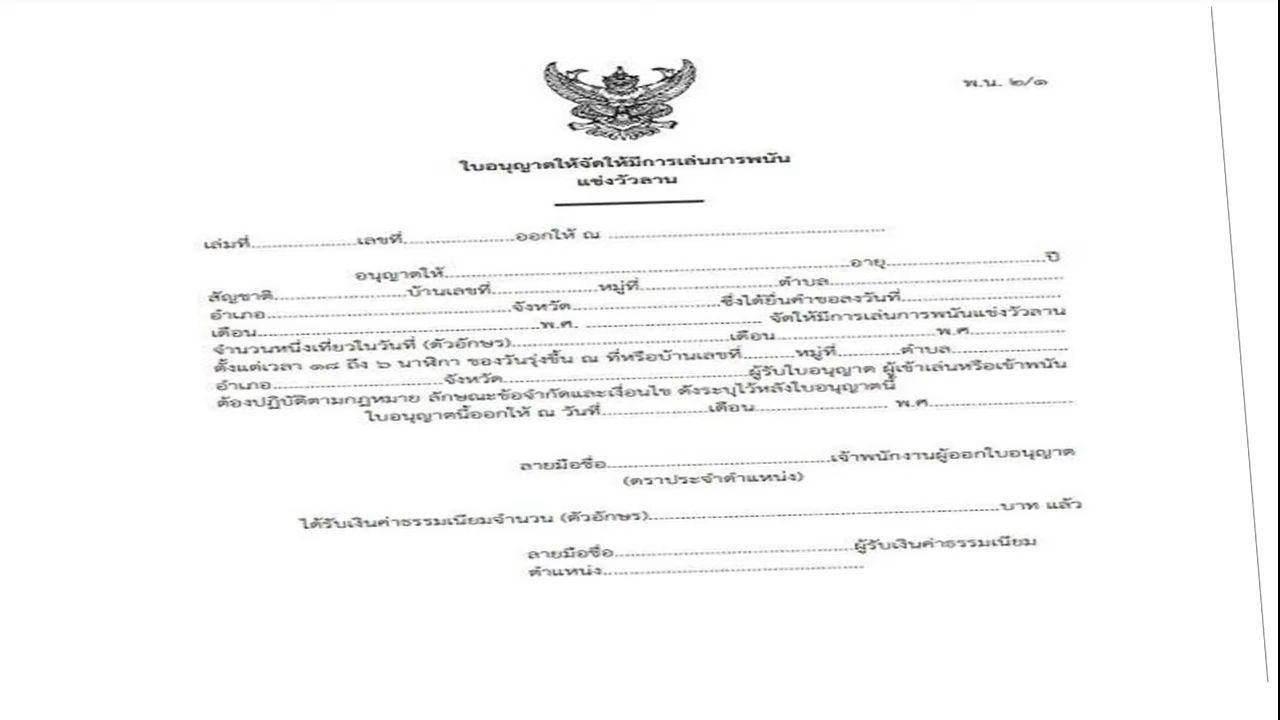 พ.น. ๒/๑
ใบอนุญาตให้จัดให้มีการเล่นการพนัน
แข่งวัวลาน
เล่มที่....................เลขที่.....................ออกให้ ณ .....................................................
อนุญาตให้.............................................................................อายุ..............................ปี
สัญชาติ.........................บ้านเลขที่....................หมู่ที่..........................ตำบล............................................
อำเภอ...............................................จังหวัด............................ซึ่งได้ยื่นคำขอลงวันที่..............................
เดือน......................................................พ.ศ. .................................. จัดให้มีการเล่นการพนันแข่งวัวลาน
จำนวนหนึ่งเที่ยวในวันที่ (ตัวอักษร).........................................เดือน..............................พ.ศ...................
ตั้งแต่เวลา ๑๘ ถึง ๖ นาฬิกา ของวันรุ่งขึ้น ณ ที่หรือบ้านเลขที่..........หมู่ที่............ตำบล......................
อำเภอ................................จังหวัด...............................................ผู้รับใบอนุญาต ผู้เข้าเล่นหรือเข้าพนัน
ต้องปฏิบัติตามกฎหมาย ลักษณะข้อจำกัดและเงื่อนไข ดังระบุไว้หลังใบอนุญาตนี้
ใบอนุญาตนี้ออกให้ ณ วันที่....................เดือน......................... พ.ศ...........................
ลายมือชื่อ..........................................เจ้าพนักงานผู้ออกใบอนุญาต
(ตราประจำตำแหน่ง)
ได้รับเงินค่าธรรมเนียมจำนวน (ตัวอักษร)..................................................................บาท แล้ว
ลายมือชื่อ.............................................ผู้รับเงินค่าธรรมเนียม
ตำแหน่ง.................................................